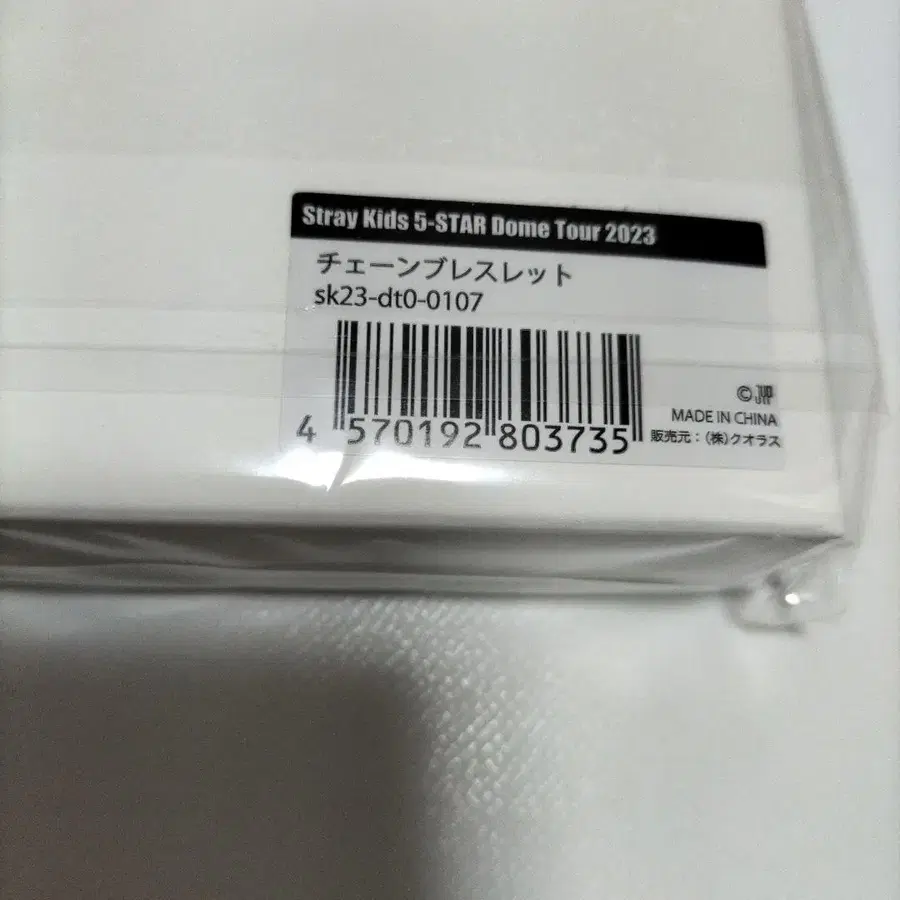 Stray Kids 5-STAR Dome Tour 2023
チェーンブレスレット
sk23-dt0-0107
4 570192 803735
©JYP
MADE IN CHINA
販売元：(株)クオラス